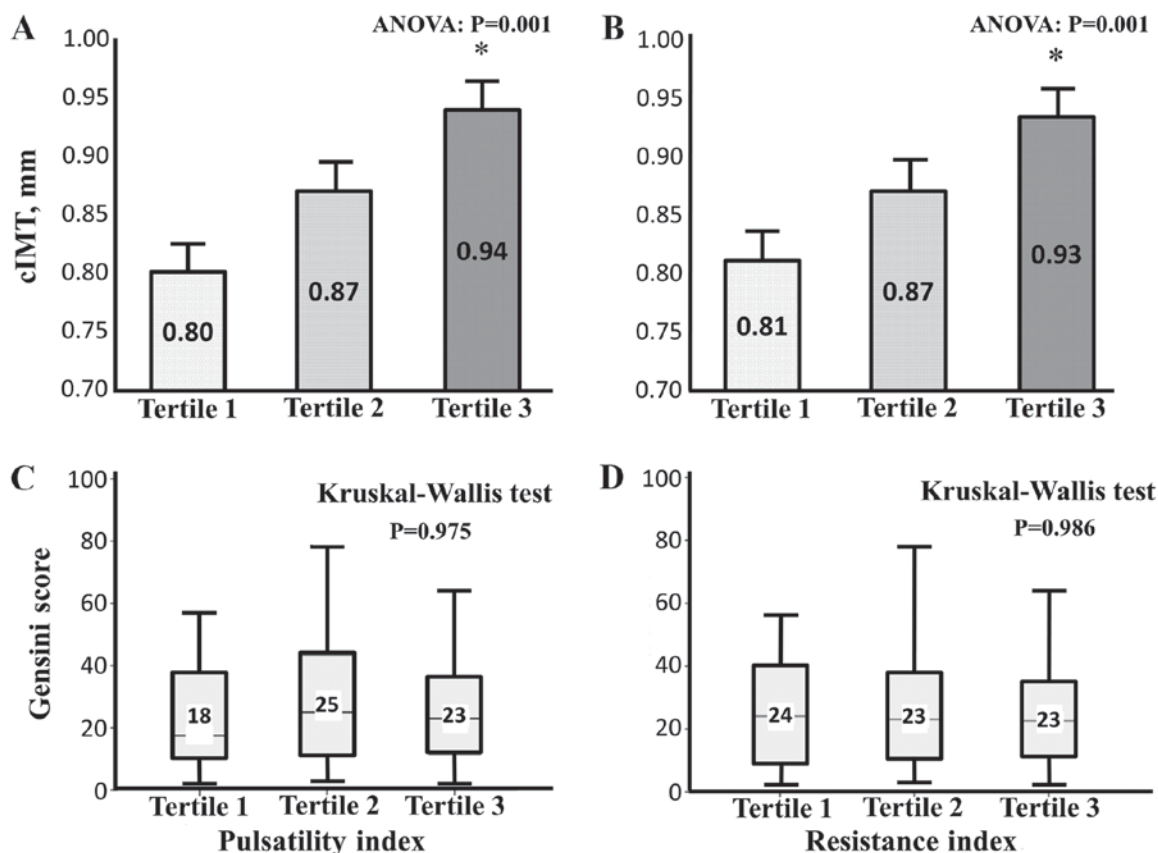 A
ANOVA: P=0.001
*
1.00
0.95
0.90
0.85
0.80
0.75
0.70
cIMT, mm
0.80
0.87
0.94
Tertile 1
Tertile 2
Tertile 3
B
ANOVA: P=0.001
*
1.00
0.95
0.90
0.85
0.80
0.75
0.70
0.81
0.87
0.93
Tertile 1
Tertile 2
Tertile 3
C
Kruskal-Wallis test
P=0.975
100
80
60
40
20
0
Gensini score
18
25
23
Tertile 1
Tertile 2
Tertile 3
Pulsatility index
D
Kruskal-Wallis test
P=0.986
100
80
60
40
20
0
24
23
23
Tertile 1
Tertile 2
Tertile 3
Resistance index